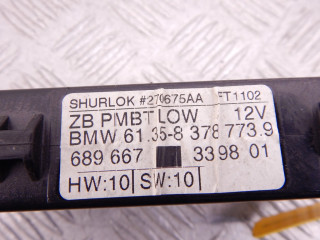 SHURLOK #270675AA FT1102
ZB PMBT LOW 12V
BMW 61.35-8 378 773.9
689 667 3398 01
HW:10 SW:10